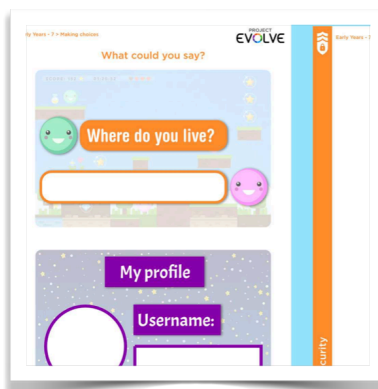 ly Years - 7 > Making choices
PROJECT
EVOLVE
What could you say?
Where do you live?
My profile
Username:
Early Years - 7
curity